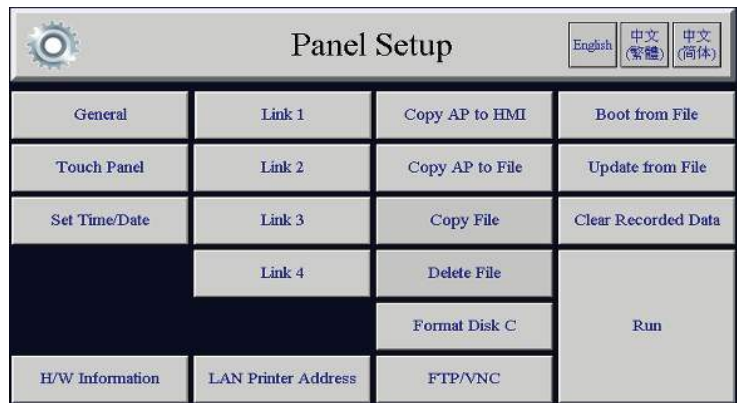 Panel Setup
English
中文
(繁體)
中文
(简体)
General
Link 1
Copy AP to HMI
Boot from File
Touch Panel
Link 2
Copy AP to File
Update from File
Set Time/Date
Link 3
Copy File
Clear Recorded Data
Link 4
Delete File
Format Disk C
Run
H/W Information
LAN Printer Address
FTP/VNC